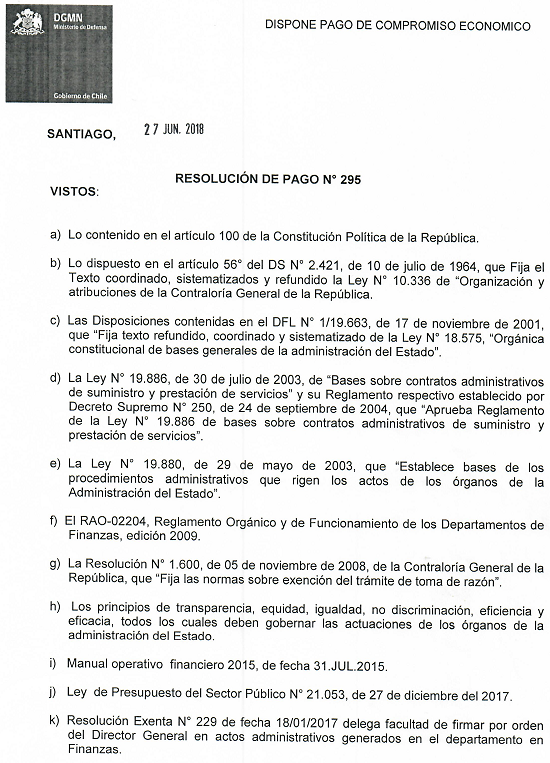 DGMN
Ministerio de Defensa
Gobierno de Chile
DISPONE PAGO DE COMPROMISO ECONOMICO
SANTIAGO, 27 JUN. 2018
RESOLUCIÓN DE PAGO N° 295
VISTOS:
a) Lo contenido en el articulo 100 de la Constitución Política de la República.
b) Lo dispuesto en el artículo 56° del DS N° 2.421, de 10 de julio de 1964, que Fija el
Texto coordinado, sistematizados y refundido la Ley N° 10.336 de “Organización y
atribuciones de la Contraloría General de la República.
c) Las Disposiciones contenidas en el DFL N° 1/19.663, de 17 de noviembre de 2001,
que “Fija texto refundido, coordinado y sistematizado de la Ley N° 18.575, “Orgánica
constitucional de bases generales de la administración del Estado”.
d) La Ley N° 19.886, de 30 de julio de 2003, de “Bases sobre contratos administrativos
de suministro y prestación de servicios” y su Reglamento respectivo establecido por
Decreto Supremo N° 250, de 24 de septiembre de 2004, que “Aprueba Reglamento
de la Ley N° 19.886 de bases sobre contratos administrativos de suministro y
prestación de servicios”.
e) La Ley N° 19.880, de 29 de mayo de 2003, que “Establece bases de los
procedimientos administrativos que rigen los actos de los órganos de la
Administración del Estado”.
f) El RAO-02204, Reglamento Orgánico y de Funcionamiento de los Departamentos de
Finanzas, edición 2009.
g) La Resolución N° 1.600, de 05 de noviembre de 2008, de la Contraloría General de la
República, que “Fija las normas sobre exención del trámite de toma de razón”.
h) Los principios de transparencia, equidad, igualdad, no discriminación, eficiencia y
eficacia, todos los cuales deben gobernar las actuaciones de los órganos de la
administración del Estado.
i) Manual operativo financiero 2015, de fecha 31.JUL.2015.
j) Ley de Presupuesto del Sector Público N° 21.053, de 27 de diciembre del 2017.
k) Resolución Exenta N° 229 de fecha 18/01/2017 delega facultad de firmar por orden
del Director General en actos administrativos generados en el departamento en
Finanzas.